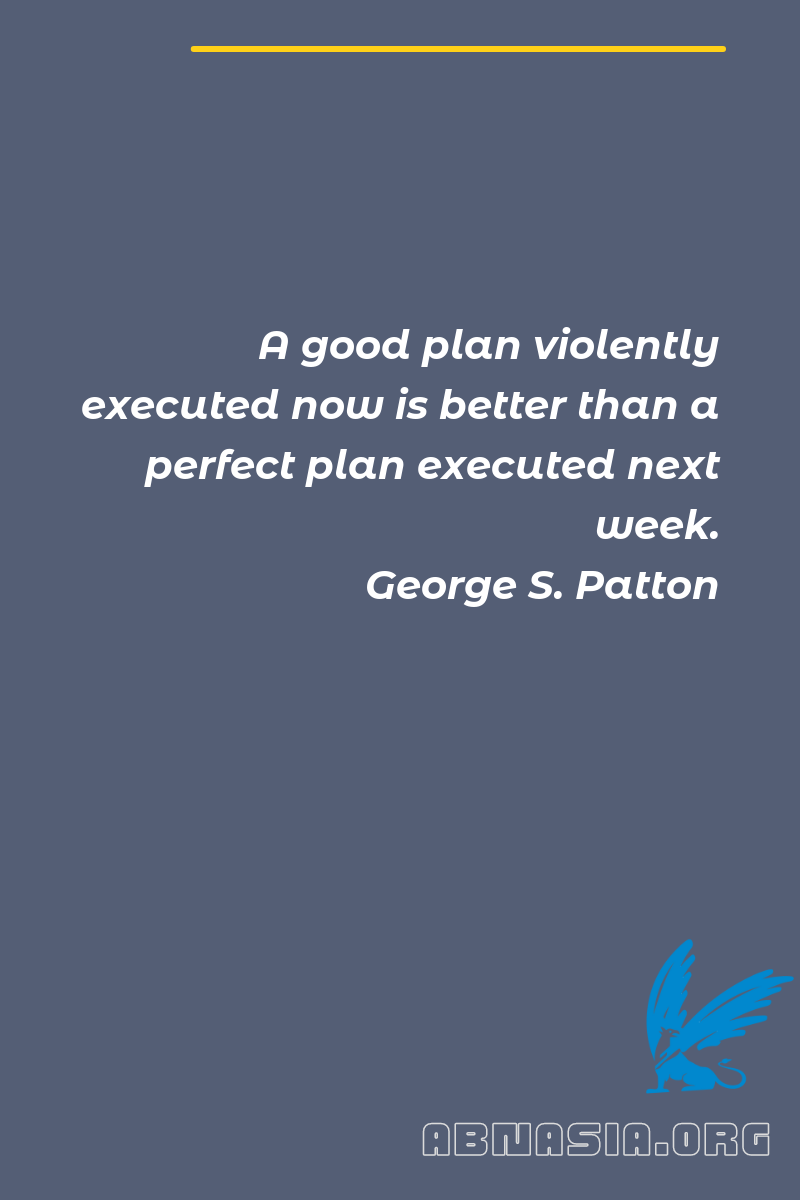 A good plan violently
executed now is better than a
perfect plan executed next
week.
George S. Patton
ABNASIA.ORG